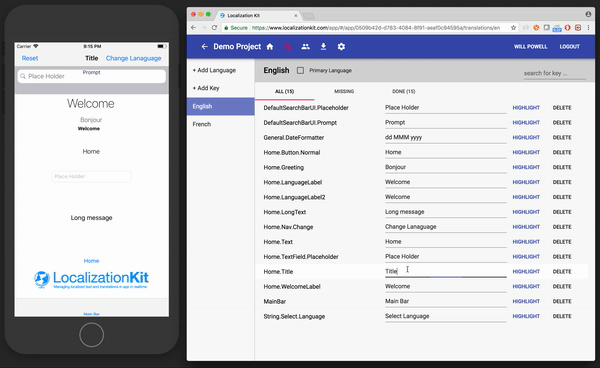 Carrier
8:15 PM
Reset
Title
Change Lanaguage
Prompt
Place Holder
Welcome
Bonjour
Welcome
Home
Place Holder
Long message
Home
LocalizationKit
Managing localized text and translations in app in realtime
Main Bar
Localization Kit
Secure
https://www.localizationkit.com/app/#/app/0509b42d-d763-4084-8f91-aeaf0c94595a/translations/en
Demo Project
WILL POWELL
LOGOUT
+ Add Language
+ Add Key
English
French
English
Primary Language
search for key ...
ALL (15)
MISSING
DONE (15)
DefaultSearchBarUI.Placeholder Place Holder HIGHLIGHT DELETE
DefaultSearchBarUI.Prompt Prompt HIGHLIGHT DELETE
General.DateFormatter dd MMM yyyy HIGHLIGHT DELETE
Home.Button.Normal Home HIGHLIGHT DELETE
Home.Greeting Bonjour HIGHLIGHT DELETE
Home.LanguageLabel Welcome HIGHLIGHT DELETE
Home.LanguageLabel2 Welcome HIGHLIGHT DELETE
Home.LongText Long message HIGHLIGHT DELETE
Home.Nav.Change Change Lanaguage HIGHLIGHT DELETE
Home.Text Home HIGHLIGHT DELETE
Home.TextField.Placeholder Place Holder HIGHLIGHT DELETE
Home.Title Title HIGHLIGHT DELETE
Home.WelcomeLabel Welcome HIGHLIGHT DELETE
MainBar Main Bar HIGHLIGHT DELETE
String.Select.Language Select Language HIGHLIGHT DELETE